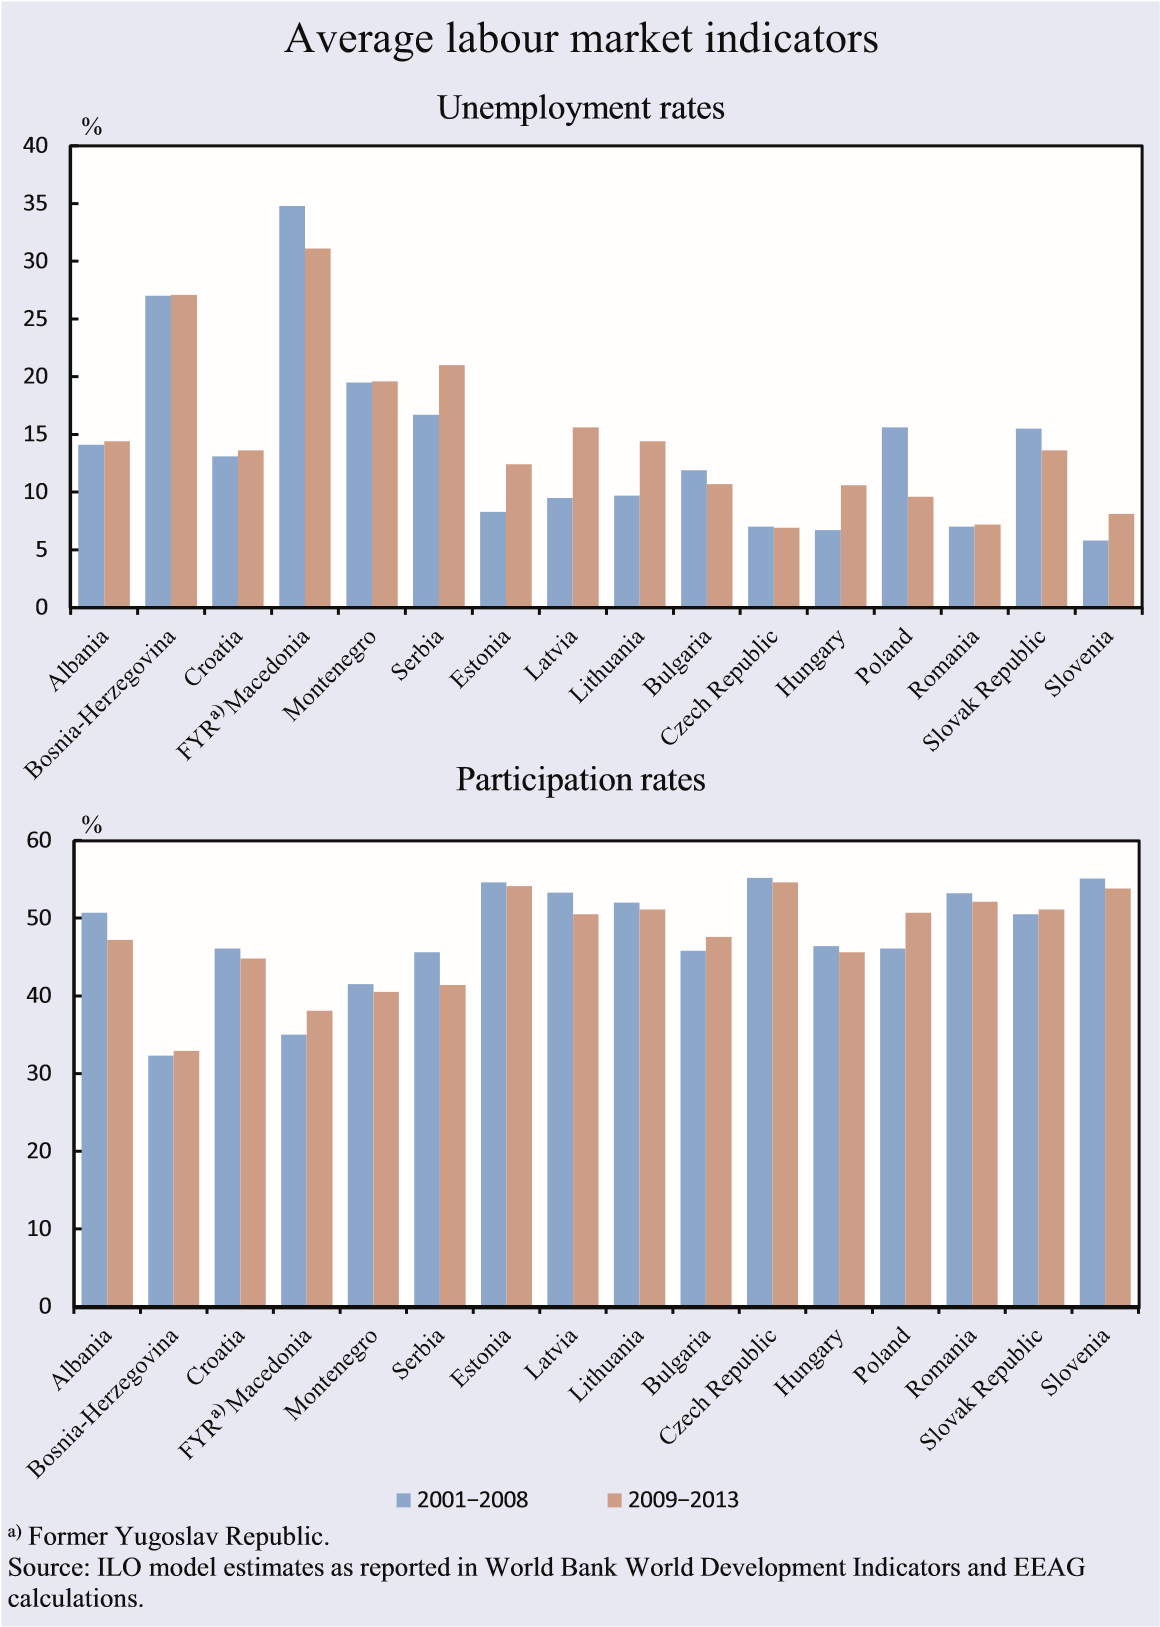 Average labour market indicators
Unemployment rates
%
40
35
30
25
20
15
10
5
0
Albania
Bosnia-Herzegovina
Croatia
FYRa) Macedonia
Montenegro
Serbia
Estonia
Latvia
Lithuania
Bulgaria
Czech Republic
Hungary
Poland
Romania
Slovak Republic
Slovenia
Participation rates
%
60
50
40
30
20
10
0
Albania
Bosnia-Herzegovina
Croatia
FYRa) Macedonia
Montenegro
Serbia
Estonia
Latvia
Lithuania
Bulgaria
Czech Republic
Hungary
Poland
Romania
Slovak Republic
Slovenia
2001–2008 2009–2013
a) Former Yugoslav Republic.
Source: ILO model estimates as reported in World Bank World Development Indicators and EEAG
calculations.